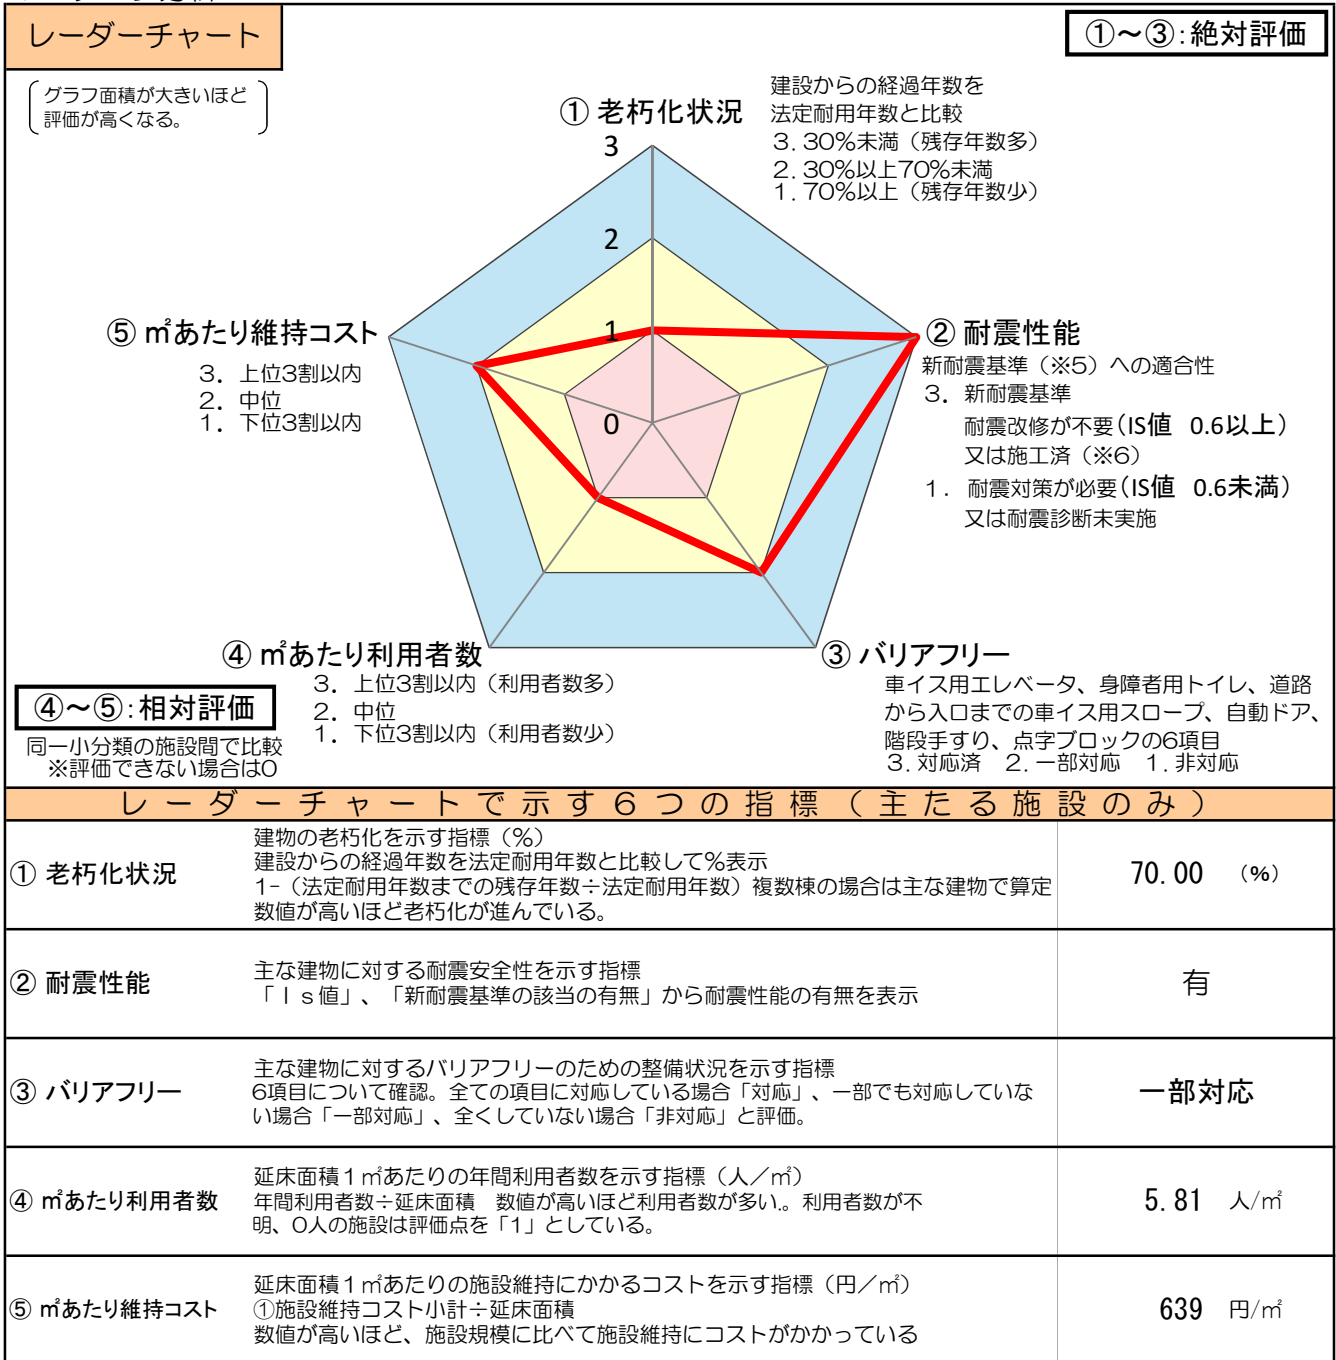 レーダーチャート
①～③:絶対評価
グラフ面積が大きいほど
評価が高くなる。
① 老朽化状況
建設からの経過年数を
法定耐用年数と比較
3. 30%未満（残存年数多）
2. 30%以上70%未満
1. 70%以上（残存年数少）
3
2
1
0
② 耐震性能
新耐震基準（※5）への適合性
3. 新耐震基準
耐震改修が不要(IS値 0.6以上)
又は施工済（※6）
1. 耐震対策が必要(IS値 0.6未満)
又は耐震診断未実施
⑤ ㎡あたり維持コスト
3. 上位3割以内
2. 中位
1. 下位3割以内
④ ㎡あたり利用者数
3. 上位3割以内（利用者数多）
2. 中位
1. 下位3割以内（利用者数少）
③ バリアフリー
車イス用エレベータ、身障者用トイレ、道路
から入口までの車イス用スロープ、自動ドア、
階段手すり、点字ブロックの6項目
3. 対応済 2. 一部対応 1. 非対応
④～⑤:相対評価
同一小分類の施設間で比較
※評価できない場合は0
レーダーチャートで示す６つの指標（主たる施設のみ）
① 老朽化状況
建物の老朽化を示す指標（%）
建設からの経過年数を法定耐用年数と比較して%表示
1-（法定耐用年数までの残存年数÷法定耐用年数）複数棟の場合は主な建物で算定
数値が高いほど老朽化が進んでいる。
70.00 （%）
② 耐震性能
主な建物に対する耐震安全性を示す指標
「Ｉｓ値」、「新耐震基準の該当の有無」から耐震性能の有無を表示
有
③ バリアフリー
主な建物に対するバリアフリーのための整備状況を示す指標
6項目について確認。全ての項目に対応している場合「対応」、一部でも対応していな
い場合「一部対応」、全くしていない場合「非対応」と評価。
一部対応
④ ㎡あたり利用者数
延床面積１㎡あたりの年間利用者数を示す指標（人／㎡）
年間利用者数÷延床面積 数値が高いほど利用者数が多い。利用者数が不
明、0人の施設は評価点を「1」としている。
5.81 人/㎡
⑤ ㎡あたり維持コスト
延床面積１㎡あたりの施設維持にかかるコストを示す指標（円／㎡）
①施設維持コスト小計÷延床面積
数値が高いほど、施設規模に比べて施設維持にコストがかかっている
639 円/㎡